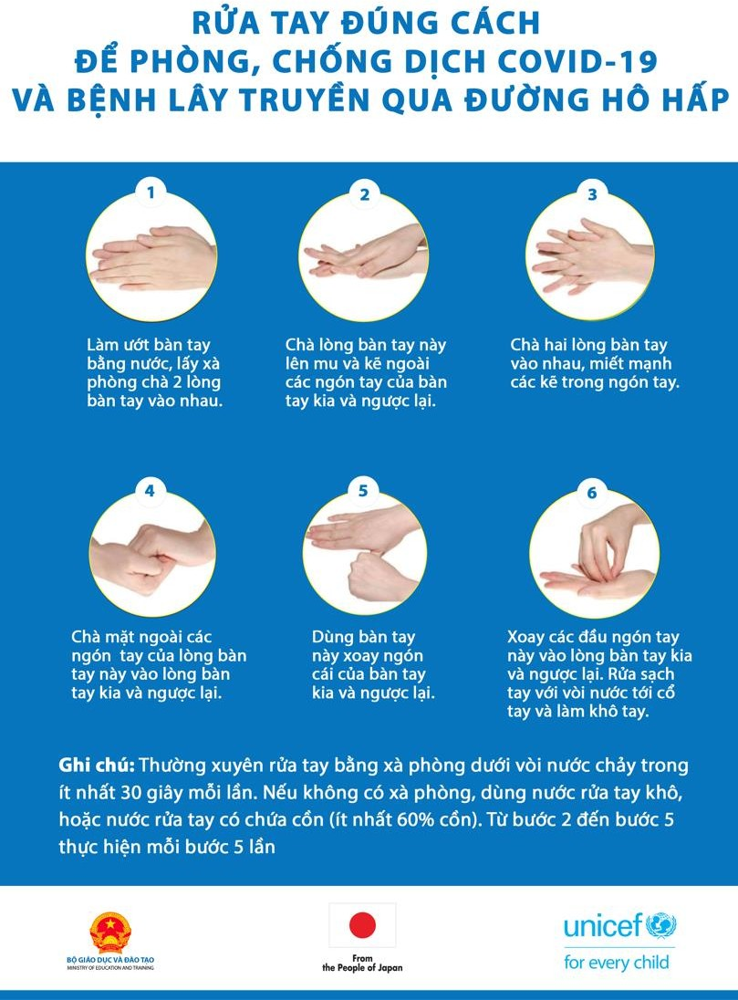 RỬA TAY ĐÚNG CÁCH
ĐỂ PHÒNG, CHỐNG DỊCH COVID-19
VÀ BỆNH LÂY TRUYỀN QUA ĐƯỜNG HÔ HẤP
1
Làm ướt bàn tay
bằng nước, lấy xà
phòng chà 2 lòng
bàn tay vào nhau.
2
Chà lòng bàn tay này
lên mu và kẽ ngoài
các ngón tay của bàn
tay kia và ngược lại.
3
Chà hai lòng bàn tay
vào nhau, miết mạnh
các kẽ trong ngón tay.
4
Chà mặt ngoài các
ngón tay của lòng bàn
tay này vào lòng bàn
tay kia và ngược lại.
5
Dùng bàn tay
này xoay ngón
cái của bàn tay
kia và ngược lại.
6
Xoay các đầu ngón tay
này vào lòng bàn tay kia
và ngược lại. Rửa sạch
tay với vòi nước tới cổ
tay và làm khô tay.
Ghi chú: Thường xuyên rửa tay bằng xà phòng dưới vòi nước chảy trong
ít nhất 30 giây mỗi lần. Nếu không có xà phòng, dùng nước rửa tay khô,
hoặc nước rửa tay có chứa cồn (ít nhất 60% cồn). Từ bước 2 đến bước 5
thực hiện mỗi bước 5 lần
BỘ GIÁO DỤC VÀ ĐÀO TẠO
MINISTRY OF EDUCATION AND TRAINING
From
the People of Japan
unicef
for every child